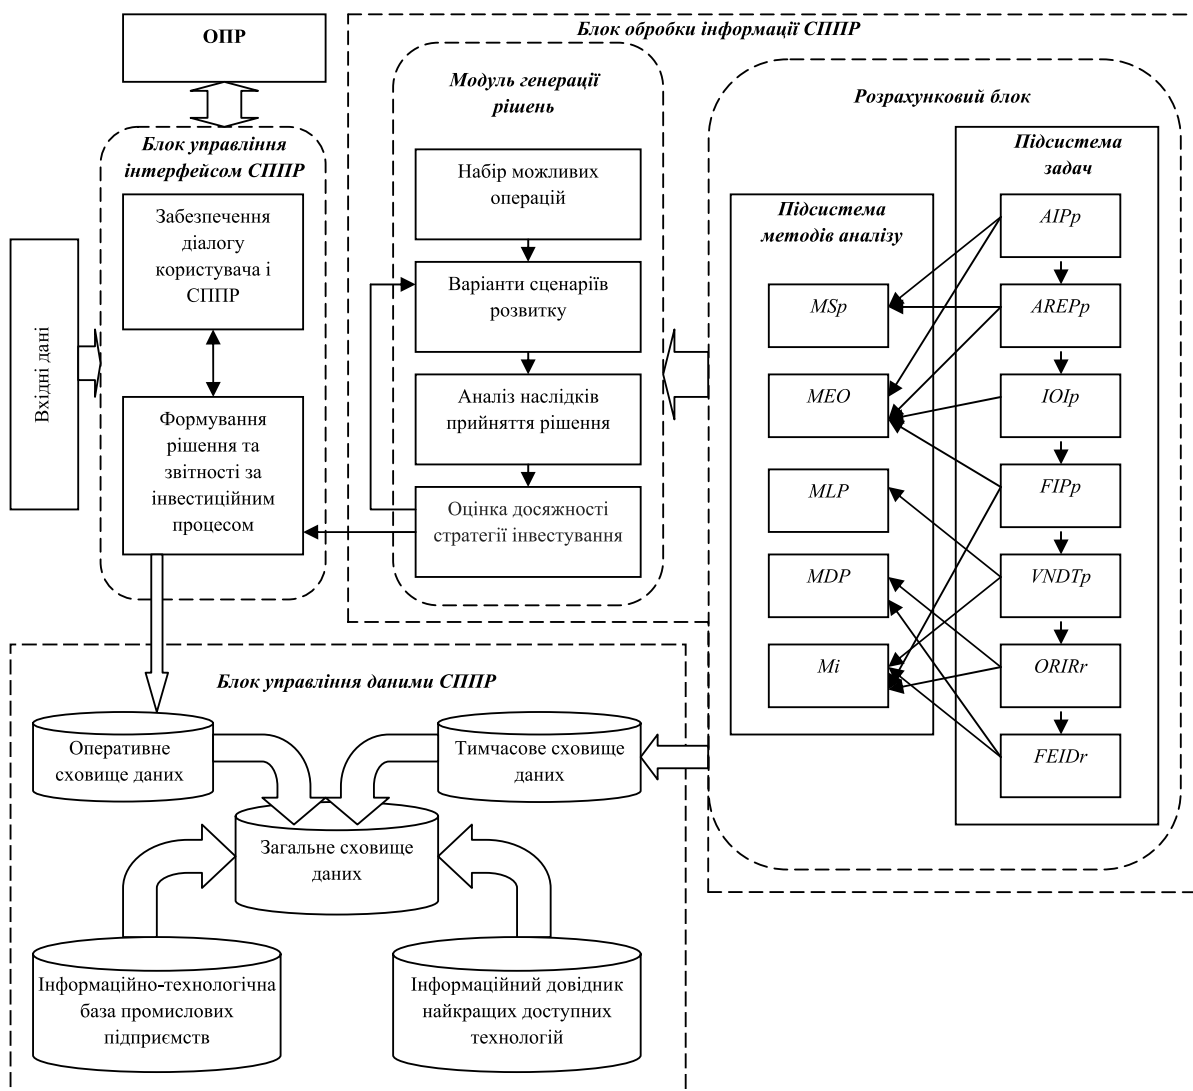 ОПР
Блок управління
інтерфейсом СППР
Забезпечення
діалогу
користувача і
СППР
Вхідні дані
Формування
рішення та
звітності за
інвестиційним
процесом
Блок обробки інформації СППР
Модуль генерації
рішень
Набір можливих
операцій
Варіанти сценаріїв
розвитку
Аналіз наслідків
прийняття рішення
Оцінка досяжності
стратегії інвестування
Розрахунковий блок
Підсистема
методів аналізу
MSp
MEO
MLP
MDP
Mi
Підсистема
задач
AIPp
AREPp
IOIp
FIPp
VNDTp
ORIRr
FEIDr
Блок управління даними СППР
Оперативне
сховище даних
Тимчасове сховище
даних
Загальне сховище
даних
Інформаційно-технологічна
база промислових
підприємств
Інформаційний довідник
найкращих доступних
технологій